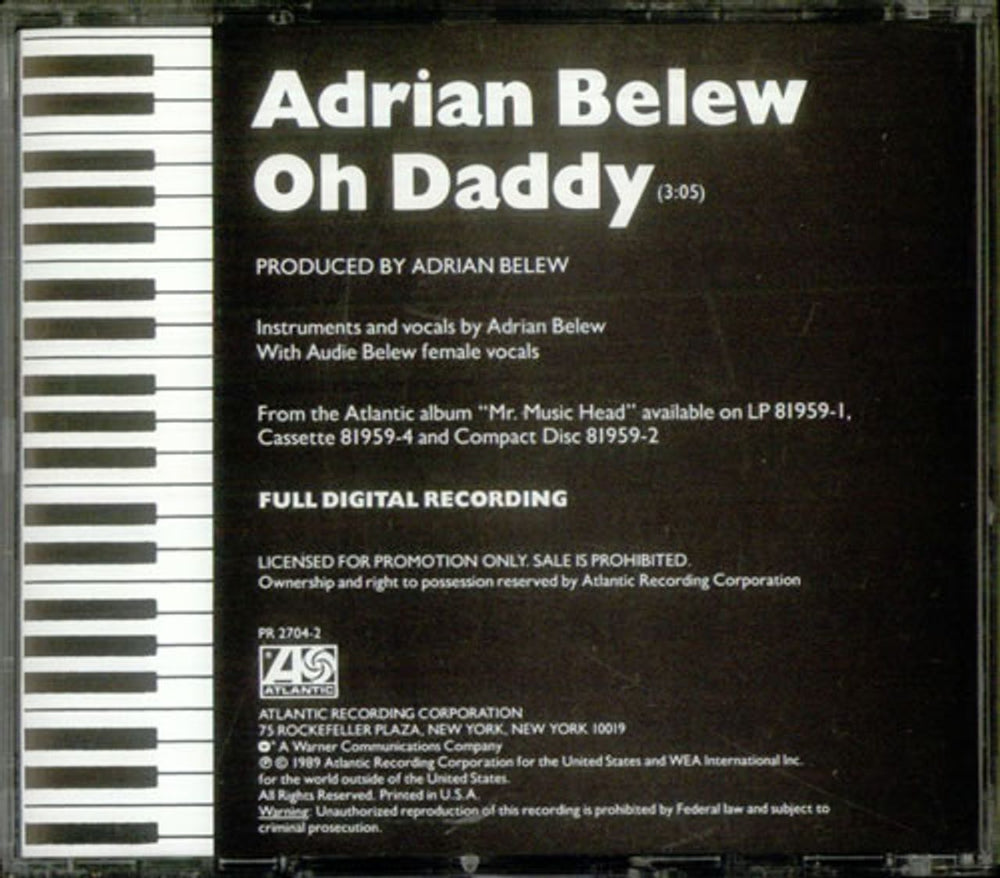 Adrian Belew
Oh Daddy (3:05)
PRODUCED BY ADRIAN BELEW
Instruments and vocals by Adrian Belew
With Audie Belew female vocals
From the Atlantic album "Mr. Music Head" available on LP 81959-1,
Cassette 81959-4 and Compact Disc 81959-2
FULL DIGITAL RECORDING
LICENSED FOR PROMOTION ONLY. SALE IS PROHIBITED.
Ownership and right to possession reserved by Atlantic Recording Corporation
PR 2704-2
ATLANTIC
ATLANTIC RECORDING CORPORATION
75 ROCKEFELLER PLAZA, NEW YORK, NEW YORK 10019
A Warner Communications Company
℗ © 1989 Atlantic Recording Corporation for the United States and WEA International Inc.
for the world outside of the United States.
All Rights Reserved. Printed in U.S.A.
Warning: Unauthorized reproduction of this recording is prohibited by Federal law and subject to
criminal prosecution.